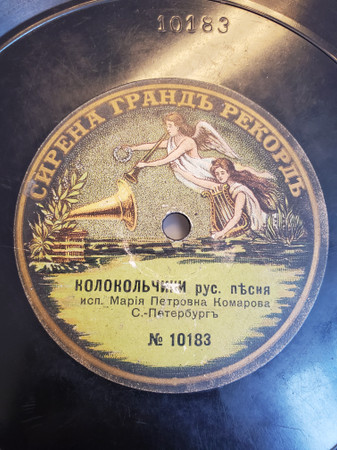 10183
СИРЕНА ГРАНДЪ РЕКОРДЪ
КОЛОКОЛЬЧИКИ рус. пѣсня
исп. Марія Петровна Комарова
С.-Петербургъ
№ 10183